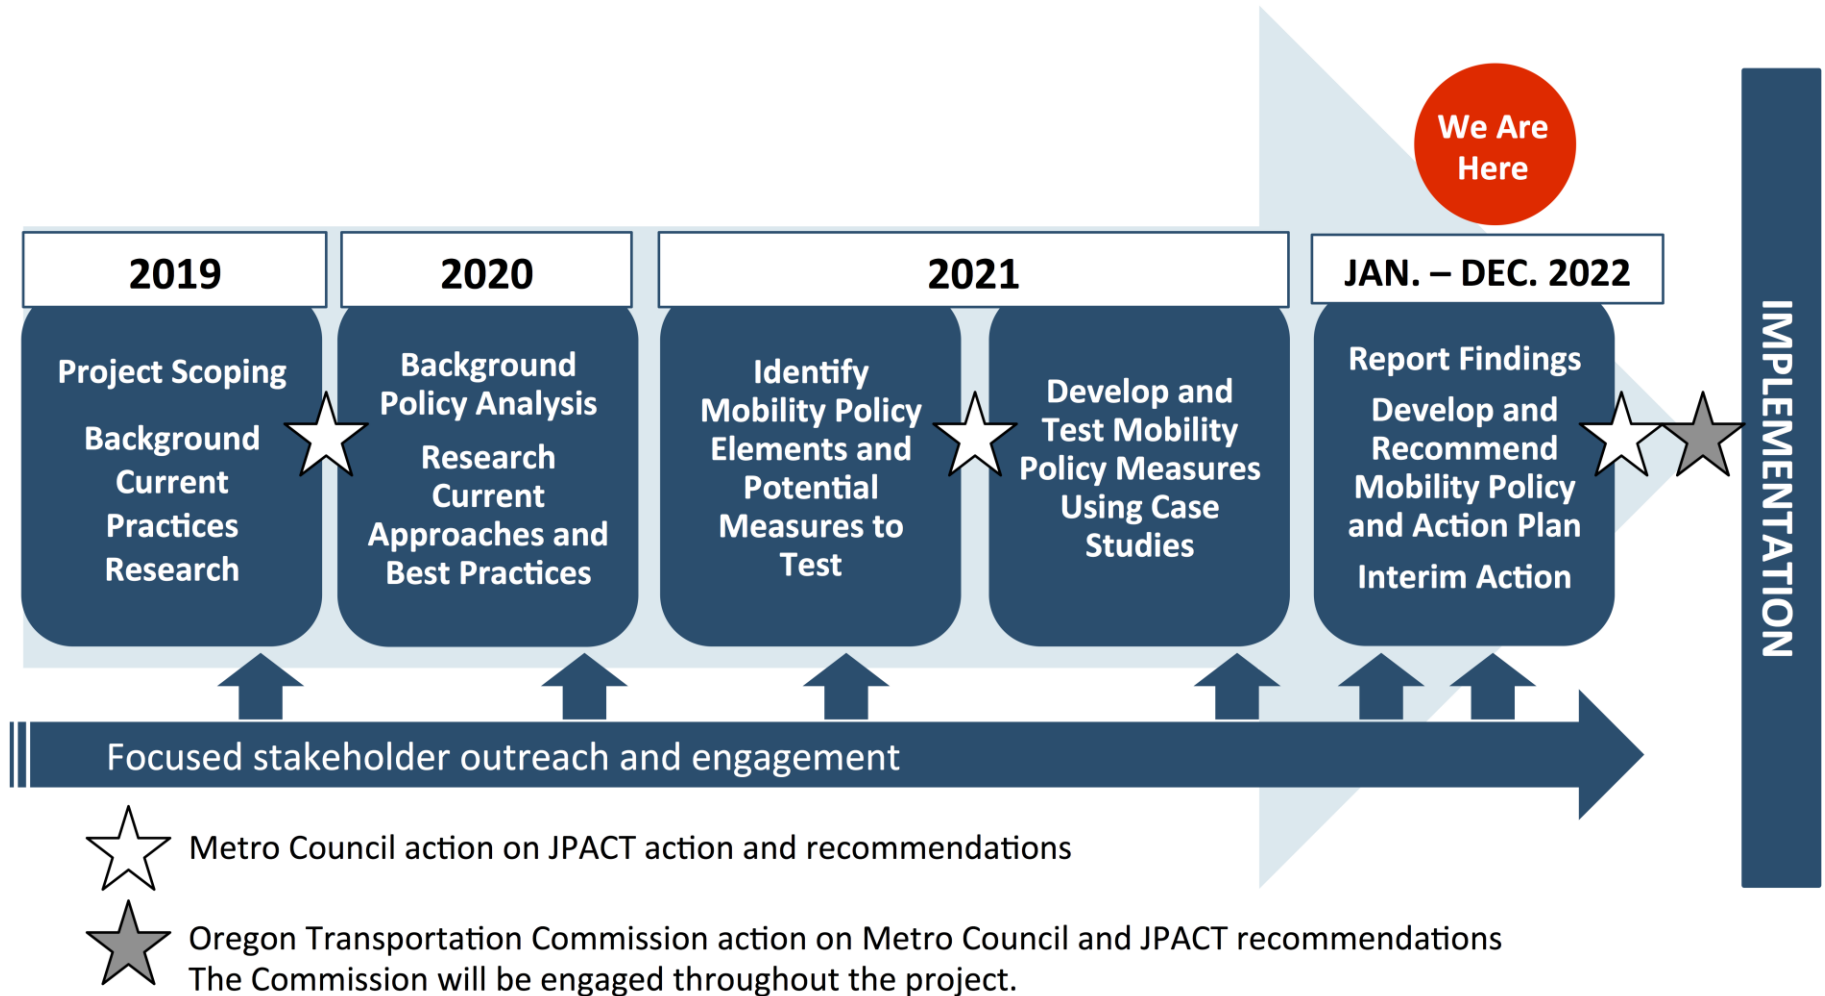 We Are
Here
2019
2020
2021
JAN. – DEC. 2022
Project Scoping
Background
Current
Practices
Research
Background
Policy Analysis
Research
Current
Approaches and
Best Practices
Identify
Mobility Policy
Elements and
Potential
Measures to
Test
Develop and
Test Mobility
Policy Measures
Using Case
Studies
Report Findings
Develop and
Recommend
Mobility Policy
and Action Plan
Interim Action
IMPLEMENTATION
Focused stakeholder outreach and engagement
Metro Council action on JPACT action and recommendations
Oregon Transportation Commission action on Metro Council and JPACT recommendations
The Commission will be engaged throughout the project.